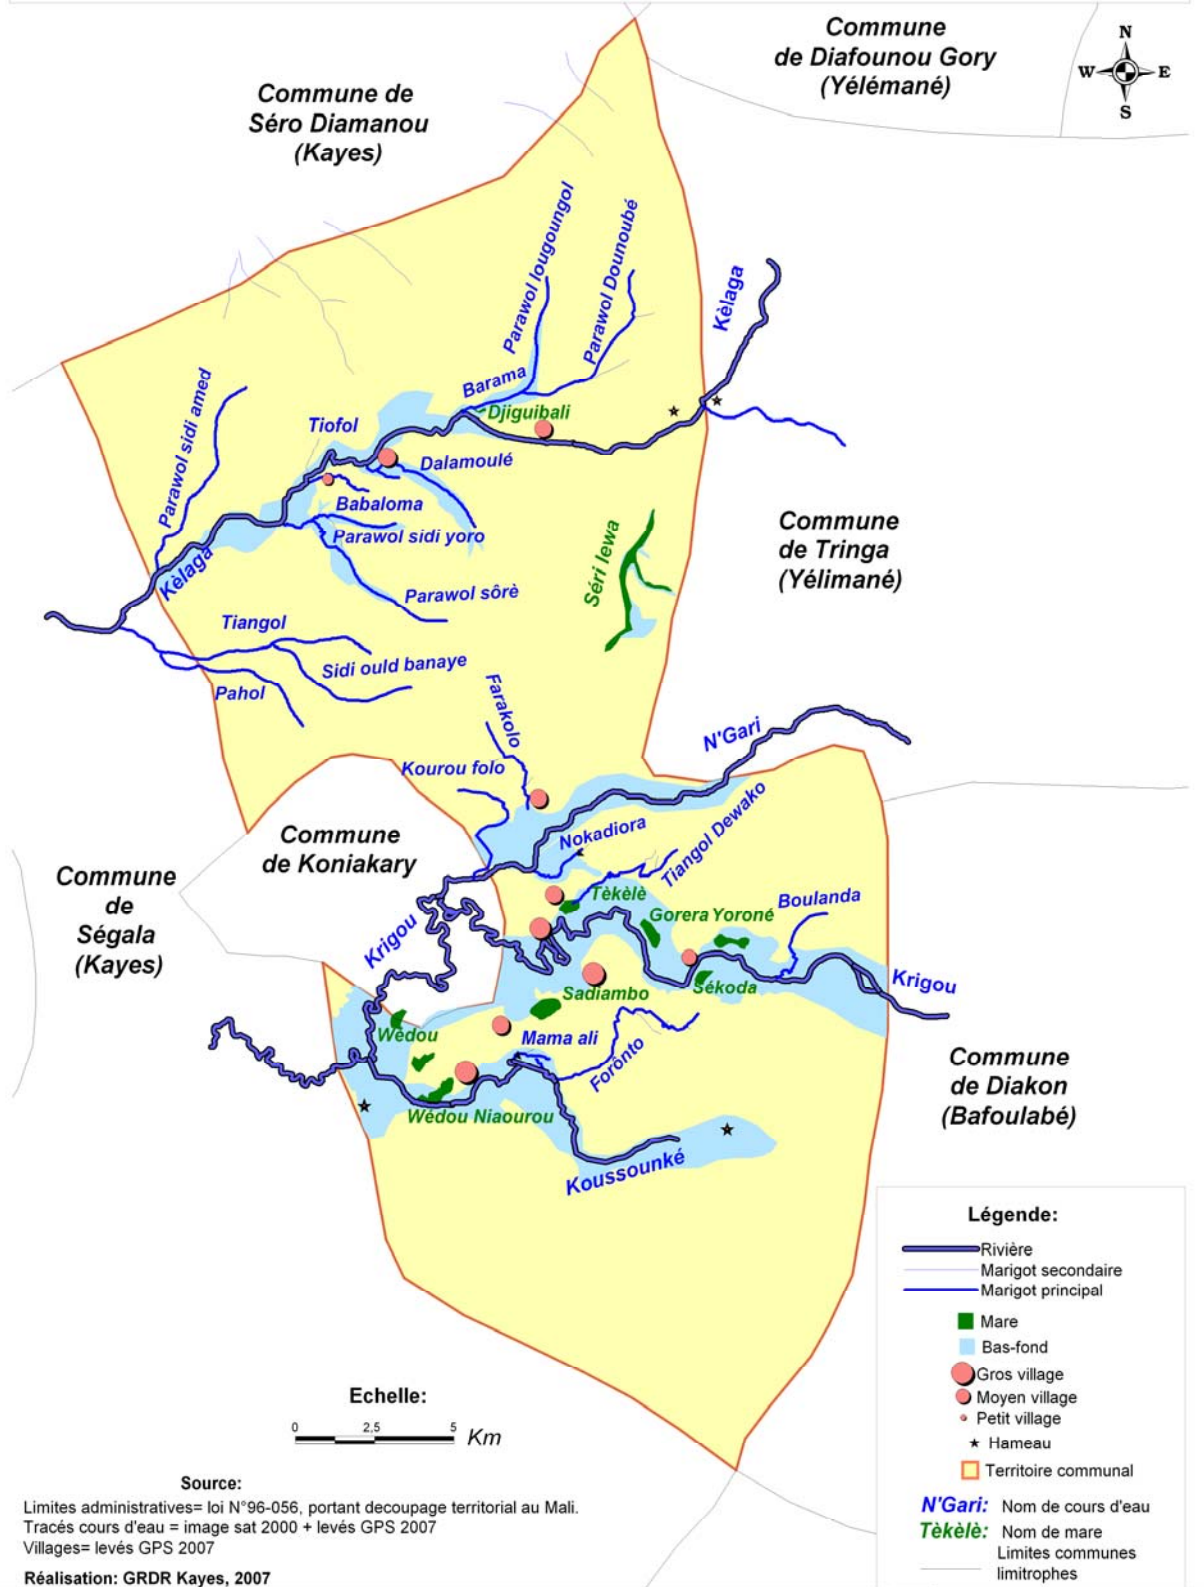 Commune
de Diafounou Gory
(Yélémané)
N
W
E
S
Commune de
Séro Diamanou
(Kayes)
Parawol lougoungol
Parawol Dounoubé
Kèlaga
Parawol sidi amed
Barama
Djiguibali
Tiofol
Dalamoulé
Babaloma
Parawol sidi yoro
Kèlaga
Parawol sôrè
Séri lewa
Commune
de Tringa
(Yélimané)
Tiangol
Sidi ould banaye
Pahol
Farakolo
N'Gari
Kourou folo
Nokadiora
Tiangol Dewako
Commune
de Koniakary
Commune
de
Ségala
(Kayes)
Tèkèlè
Gorera Yoroné
Boulanda
Krigou
Krigou
Sadiambo
Sékoda
Wédou
Mama ali
Forônto
Wédou Niaourou
Koussounké
Commune
de Diakon
(Bafoulabé)
Légende:
Rivière
Marigot secondaire
Marigot principal
Mare
Bas-fond
Gros village
Moyen village
Petit village
Hameau
Territoire communal
N'Gari: Nom de cours d'eau
Tèkèlè: Nom de mare
Limites communes
limitrophes
Echelle:
0 2,5 5 Km
Source:
Limites administratives= loi N°96-056, portant decoupage territorial au Mali.
Tracés cours d'eau = image sat 2000 + levés GPS 2007
Villages= levés GPS 2007
Réalisation: GRDR Kayes, 2007